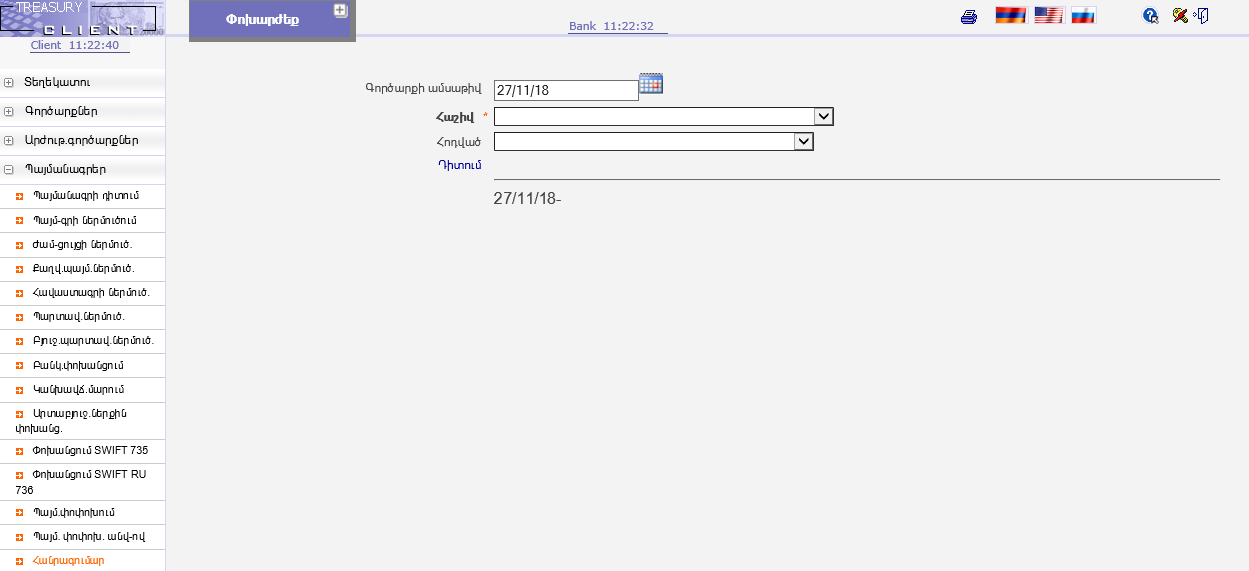 TREASURY
CLIENT
Փոխարժեք
Bank 11:22:32
Client 11:22:40
Տեղեկատու
Գործարքներ
Արժութ.գործարքներ
Պայմանագրեր
Պայմանագրի դիտում
Պայմ-գրի ներմուծում
Ժամ-ցույցի ներմուծ.
Քաղվ.պայմ.ներմուծ.
Հավաստագրի ներմուծ.
Պարտավ.ներմուծ.
Բյուջ.պարտավ.ներմուծ.
Բանկ.փոխանցում
Կանխավճ.մարում
Արտաբյուջ.ներքին
փոխանց.
Փոխանցում SWIFT 735
Փոխանցում SWIFT RU
736
Պայմ.փոփոխում
Պայմ. փոփոխ. անվ-ով
Հանրագումար
Գործարքի ամսաթիվ 27/11/18
Հաշիվ *
Հոդված
Դիտում
27/11/18-